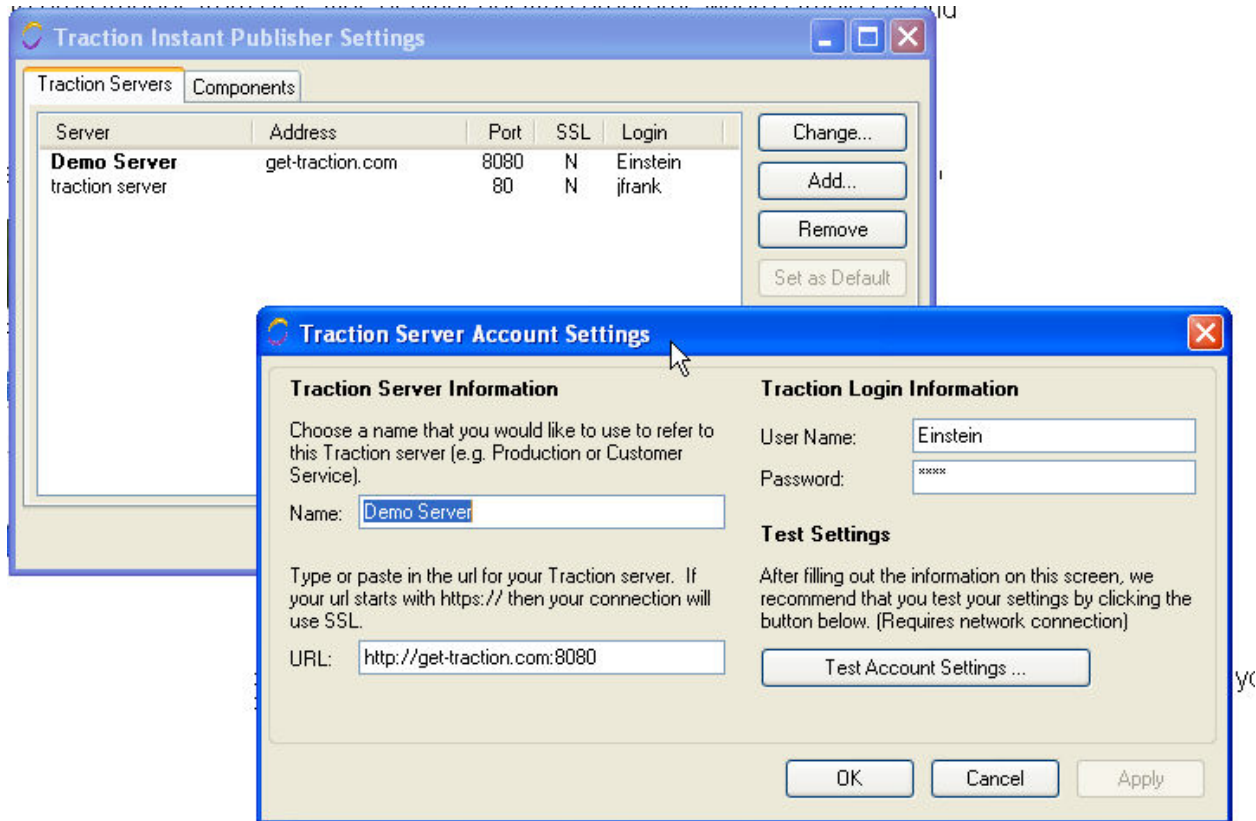 Traction Instant Publisher Settings
Traction Servers Components
Server Address Port SSL Login
Demo Server get-traction.com 8080 N Einstein
traction server 80 N jfrank
Change...
Add...
Remove
Set as Default
Traction Server Account Settings
Traction Server Information
Choose a name that you would like to use to refer to
this Traction server (e.g. Production or Customer
Service).
Name: Demo Server
Type or paste in the url for your Traction server. If
your url starts with https:// then your connection will
use SSL.
URL: http://get-traction.com:8080
Traction Login Information
User Name: Einstein
Password: ****
Test Settings
After filling out the information on this screen, we
recommend that you test your settings by clicking the
button below. (Requires network connection)
Test Account Settings ...
OK Cancel Apply